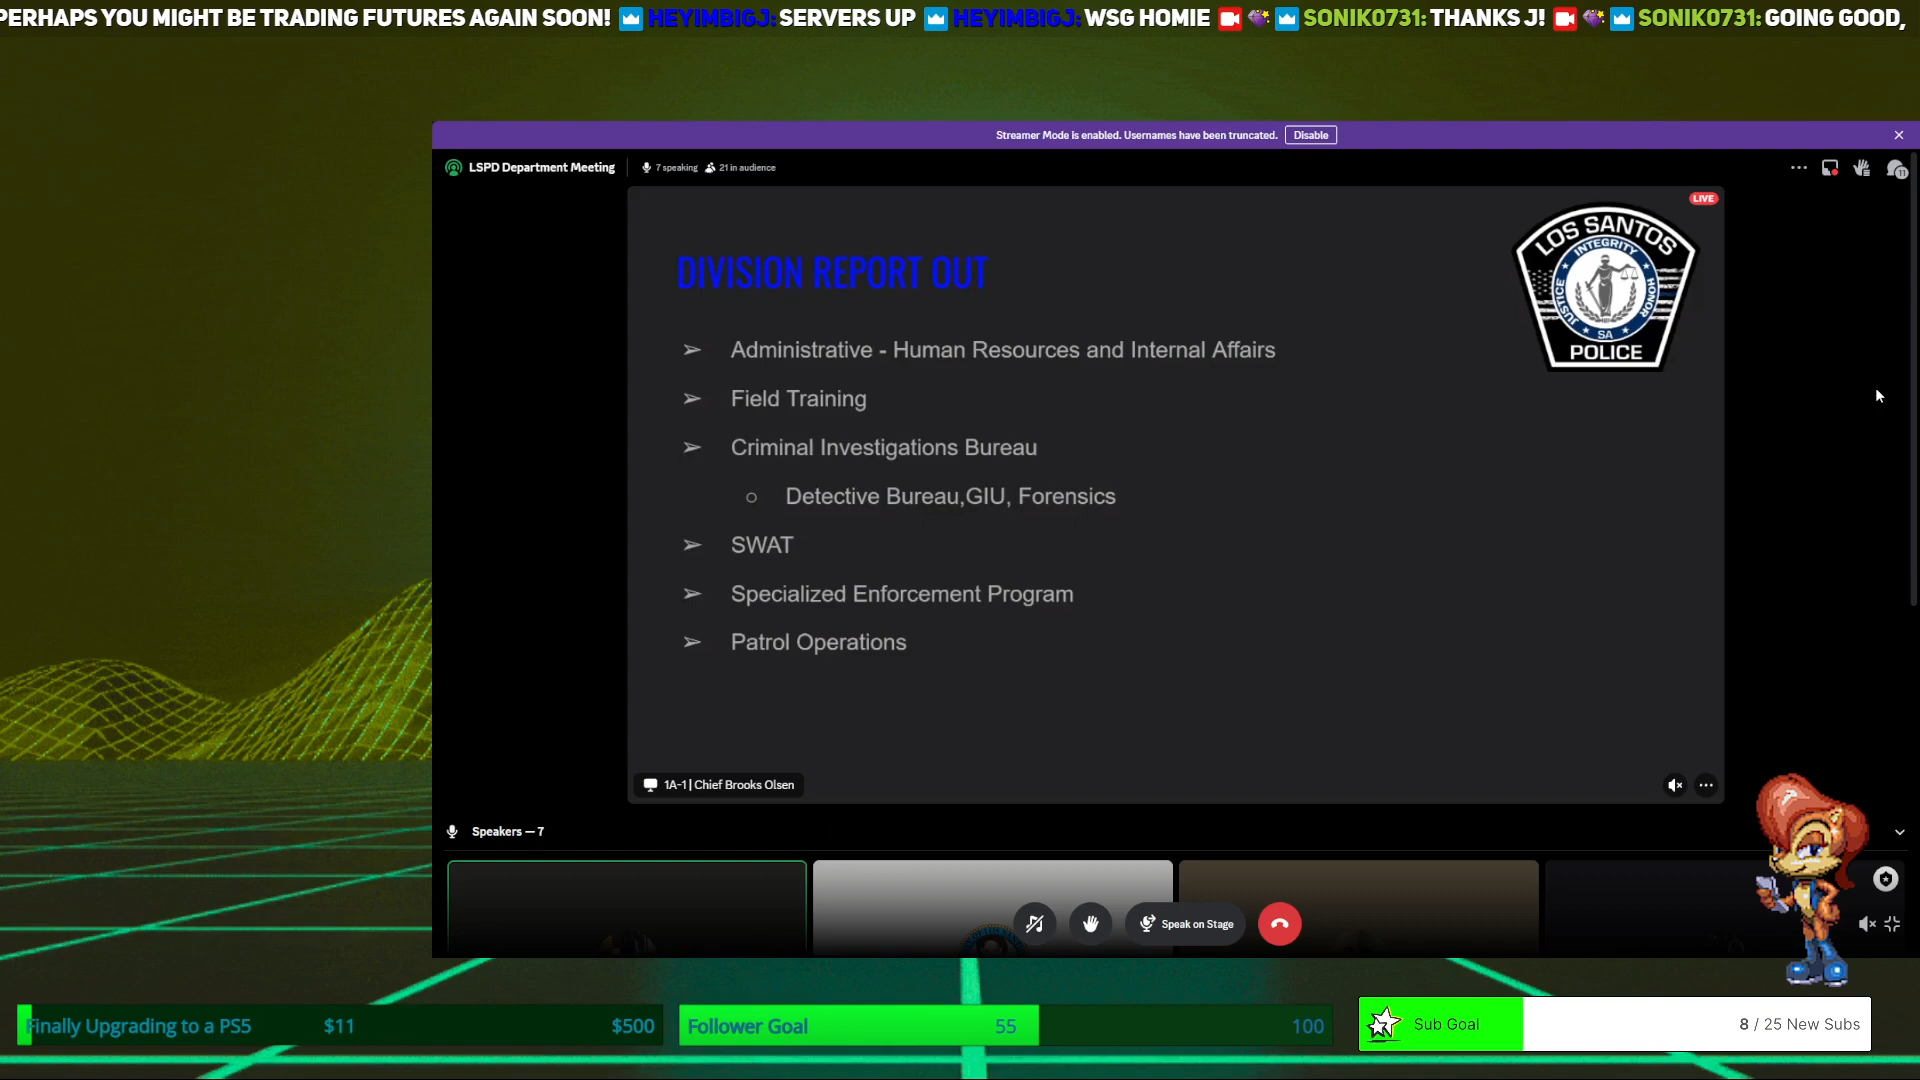 PERHAPS YOU MIGHT BE TRADING FUTURES AGAIN SOON! HEYIMBIGJ: SERVERS UP HEYIMBIGJ: WSG HOMIE SONIK0731: THANKS J! SONIK0731: GOING GOOD,
Streamer Mode is enabled. Usernames have been truncated. Disable
LSPD Department Meeting 7 speaking 21 in audience
11
LIVE
LOS SANTOS
INTEGRITY
JUSTICE
HONOR
SA
POLICE
DIVISION REPORT OUT
➢ Administrative - Human Resources and Internal Affairs
➢ Field Training
➢ Criminal Investigations Bureau
○ Detective Bureau,GIU, Forensics
➢ SWAT
➢ Specialized Enforcement Program
➢ Patrol Operations
1A-1 | Chief Brooks Olsen
Speakers — 7
Speak on Stage
Finally Upgrading to a PS5 $11 $500
Follower Goal 55 100
Sub Goal 8 / 25 New Subs